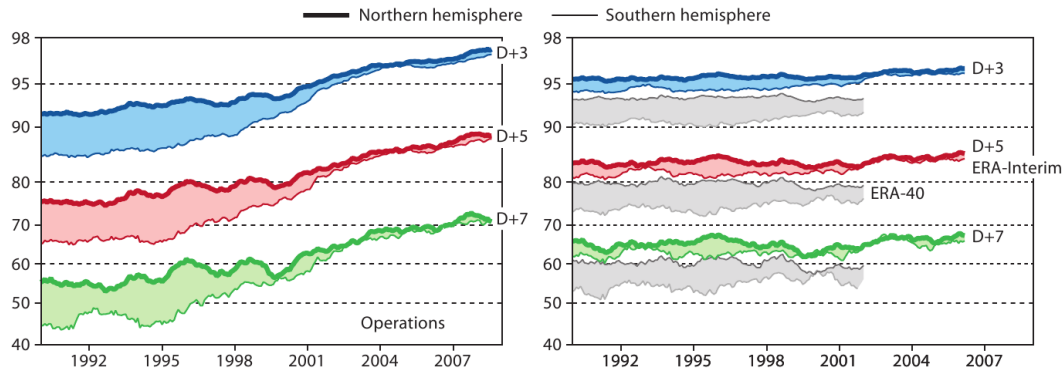 Northern hemisphere Southern hemisphere
98
95
90
80
70
60
50
40
D+3
D+5
D+7
Operations
1992 1995 1998 2001 2004 2007
98
95
90
80
70
60
50
40
D+3
D+5
ERA-Interim
ERA-40
D+7
1992 1995 1998 2001 2004 2007